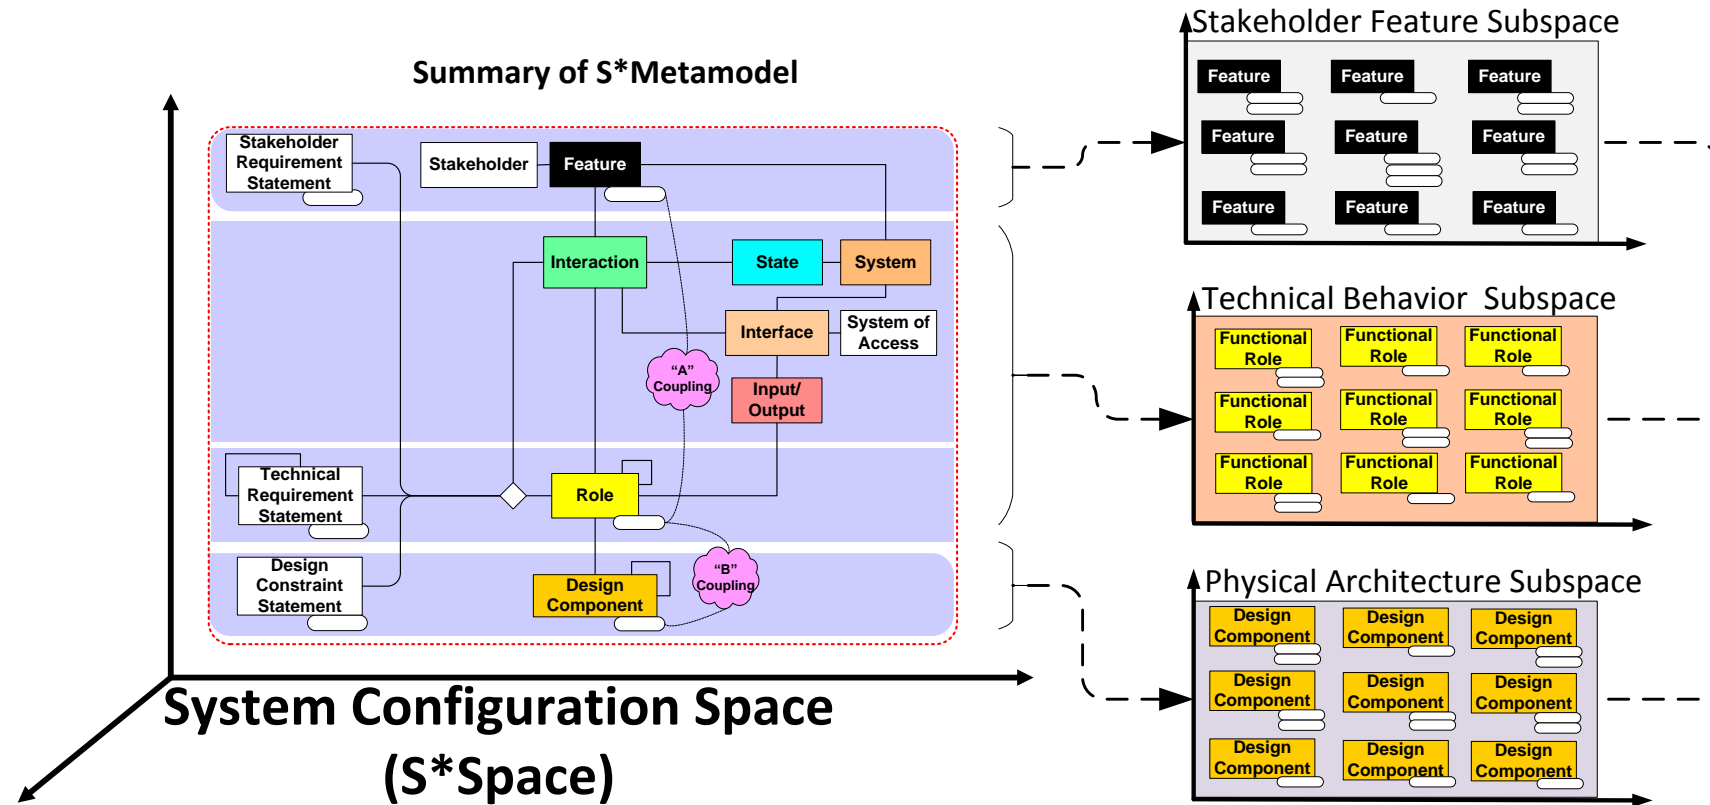 Summary of S*Metamodel
Stakeholder
Requirement
Statement
Stakeholder
Feature
Interaction
State
System
Interface
System of
Access
“A”
Coupling
Input/
Output
Technical
Requirement
Statement
Role
Design
Constraint
Statement
Design
Component
“B”
Coupling
System Configuration Space
(S*Space)
Stakeholder Feature Subspace
Feature
Feature
Feature
Feature
Feature
Feature
Feature
Feature
Feature
Technical Behavior Subspace
Functional
Role
Functional
Role
Functional
Role
Functional
Role
Functional
Role
Functional
Role
Functional
Role
Functional
Role
Functional
Role
Physical Architecture Subspace
Design
Component
Design
Component
Design
Component
Design
Component
Design
Component
Design
Component
Design
Component
Design
Component
Design
Component